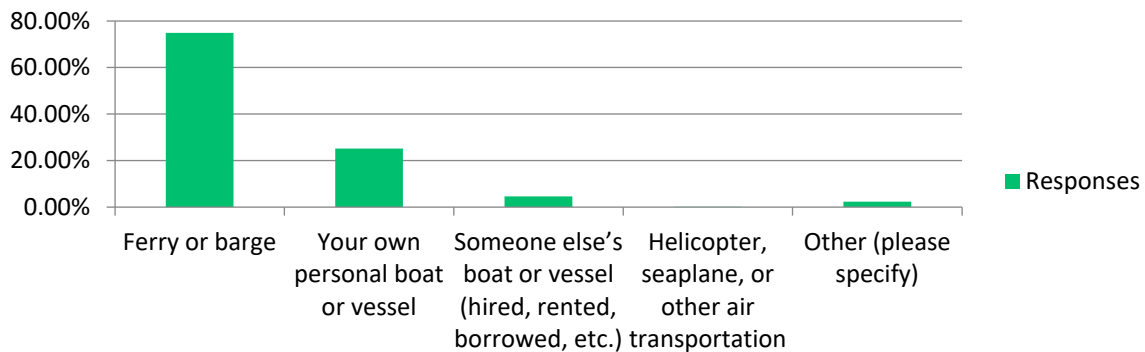 80.00%
60.00%
40.00%
20.00%
0.00%
Ferry or barge
Your own
personal boat
or vessel
Someone else’s
boat or vessel
(hired, rented,
borrowed, etc.)
Helicopter,
seaplane, or
other air
transportation
Other (please
specify)
Responses